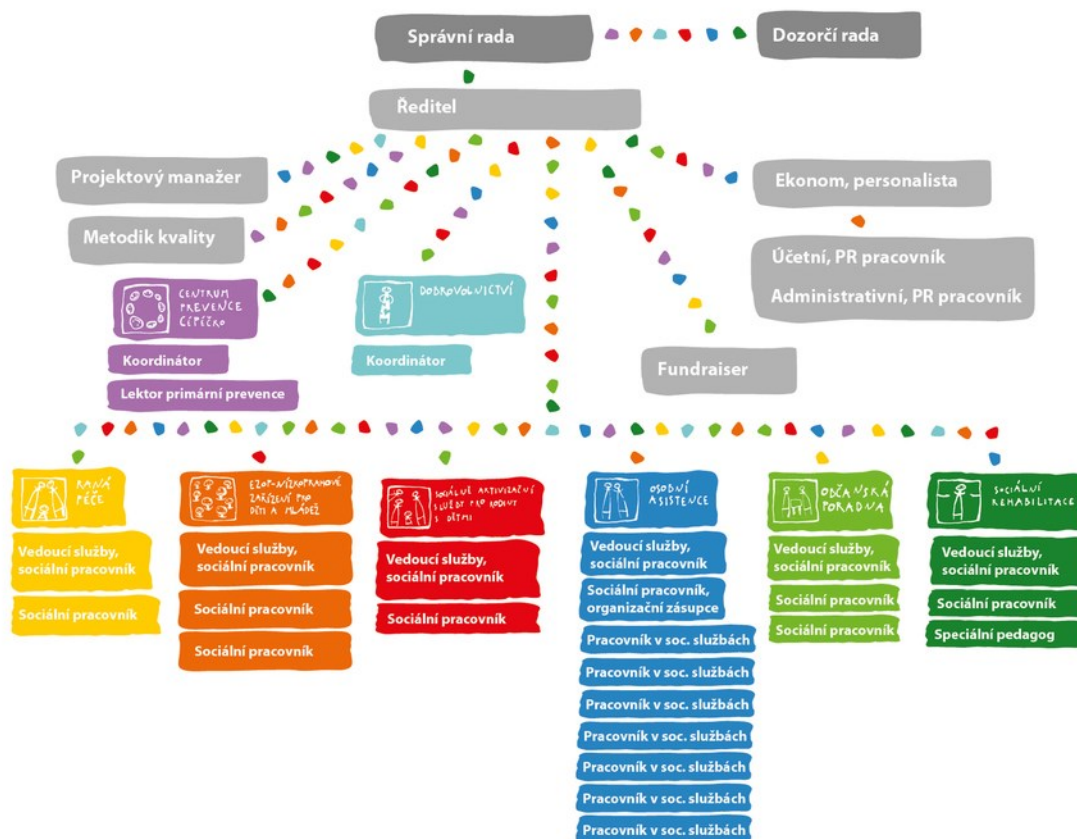 Správní rada
Dozorčí rada
Ředitel
Projektový manažer
Ekonom, personalista
Metodik kvality
Účetní, PR pracovník
Administrativní, PR pracovník
CENTRUM
PREVENCE
CÉPÍČKO
Koordinátor
Lektor primární prevence
DOBROVOLNICTVÍ
Koordinátor
Fundraiser
RANÁ
PÉČE
Vedoucí služby,
sociální pracovník
Sociální pracovník
EZOP-NÍZKOPRAHOVÉ
ZAŘÍZENÍ PRO
DĚTI A MLÁDEŽ
Vedoucí služby,
sociální pracovník
Sociální pracovník
Sociální pracovník
SOCIÁLNĚ AKTIVIZAČNÍ
SLUŽBY PRO RODINY
S DĚTMI
Vedoucí služby,
sociální pracovník
Sociální pracovník
OSOBNÍ
ASISTENCE
Vedoucí služby,
sociální pracovník
Sociální pracovník,
organizační zásupce
Pracovník v soc. službách
Pracovník v soc. službách
Pracovník v soc. službách
Pracovník v soc. službách
Pracovník v soc. službách
Pracovník v soc. službách
Pracovník v soc. službách
OBČANSKÁ
PORADNA
Vedoucí služby,
sociální pracovník
Sociální pracovník
Sociální pracovník
SOCIÁLNÍ
REHABILITACE
Vedoucí služby,
sociální pracovník
Sociální pracovník
Speciální pedagog